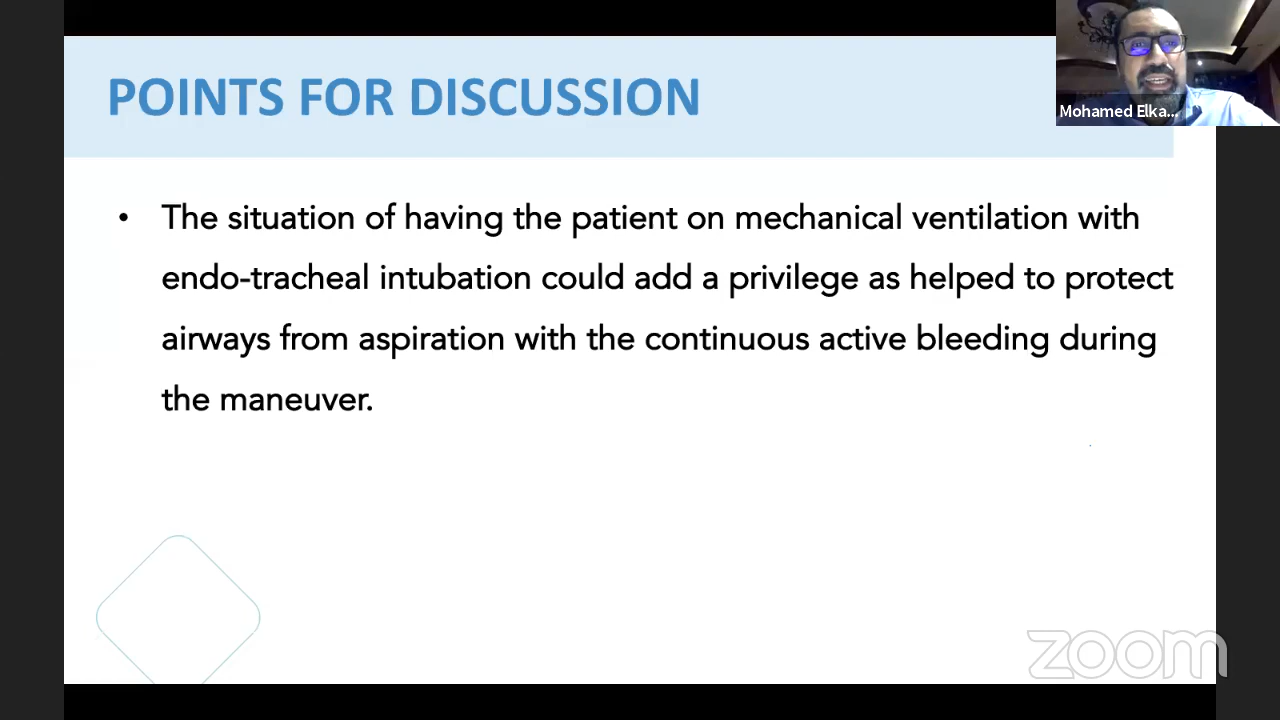 POINTS FOR DISCUSSION
Mohamed Elka...
• The situation of having the patient on mechanical ventilation with
endo-tracheal intubation could add a privilege as helped to protect
airways from aspiration with the continuous active bleeding during
the maneuver.
zoom